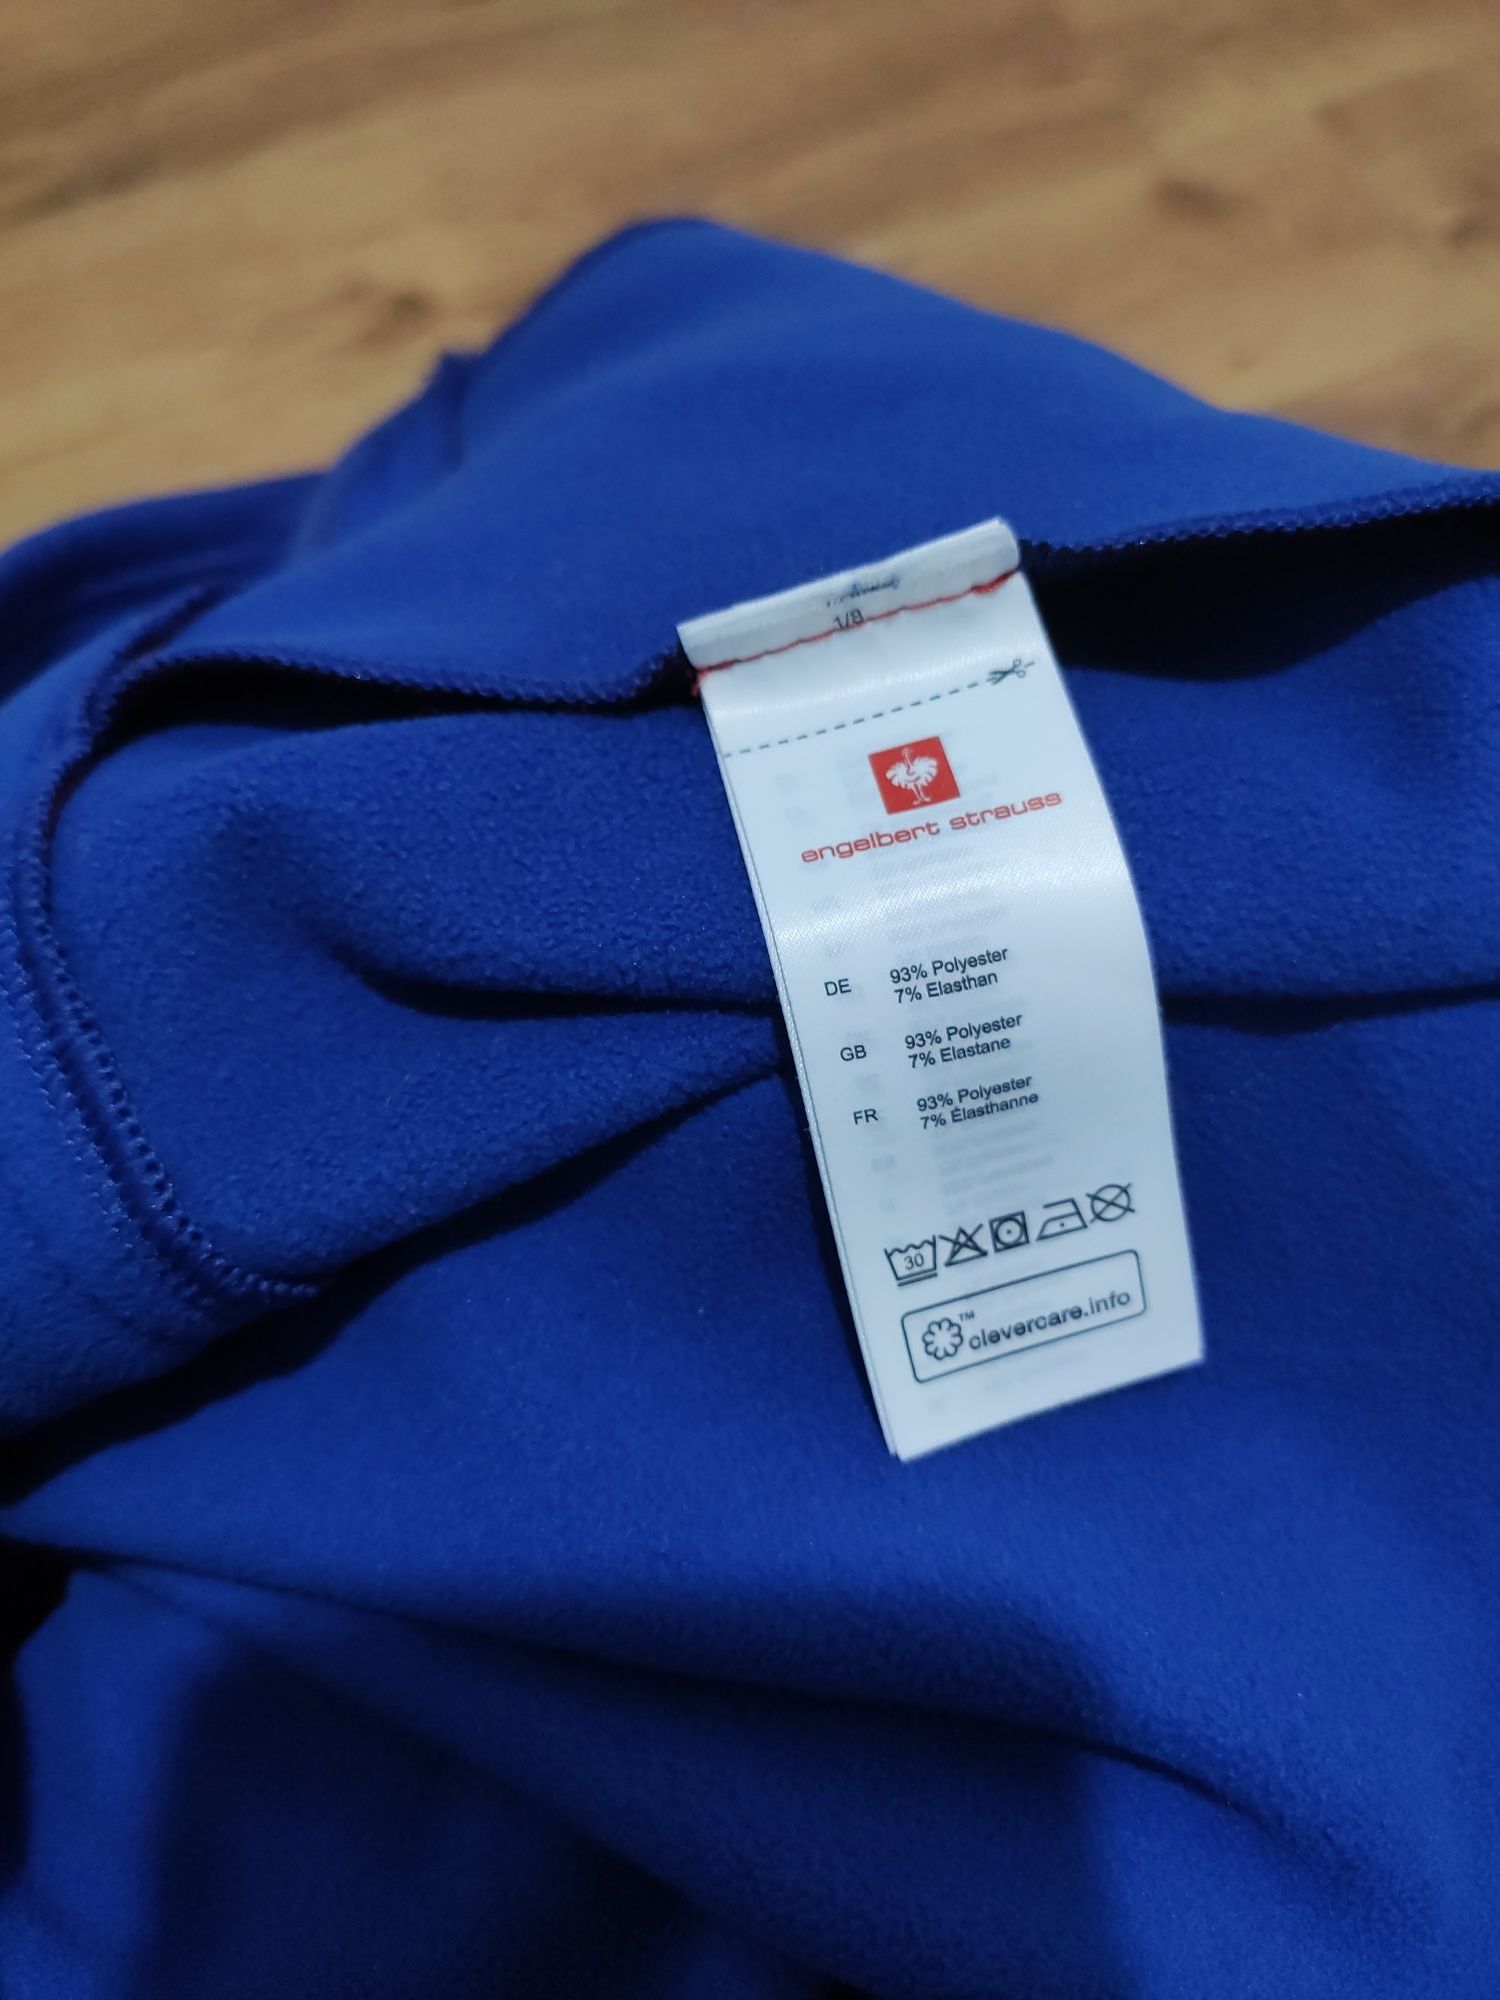 1/8
engelbert strauss
DE 93% Polyester
7% Elasthan
GB 93% Polyester
7% Elastane
FR 93% Polyester
7% Élasthanne
30
™ clevercare.info